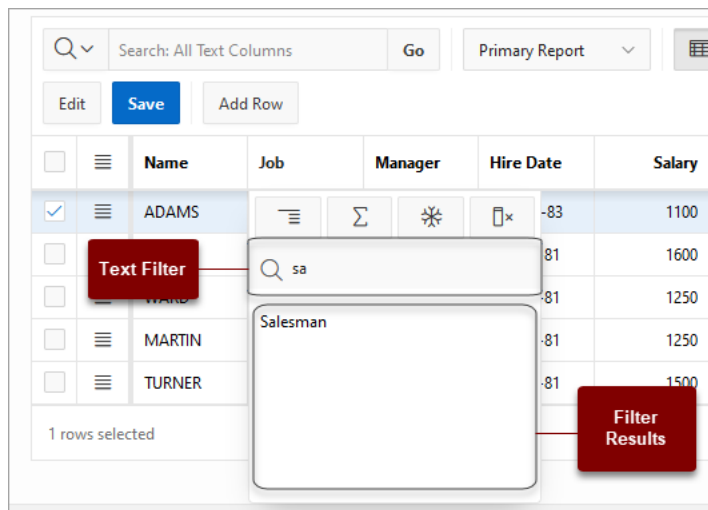 Search: All Text Columns
Go
Primary Report
Edit
Save
Add Row
Name
Job
Manager
Hire Date
Salary
ADAMS
-83
1100
81
1600
Text Filter
sa
WARD
-81
1250
Salesman
MARTIN
-81
1250
TURNER
-81
1500
Filter
Results
1 rows selected